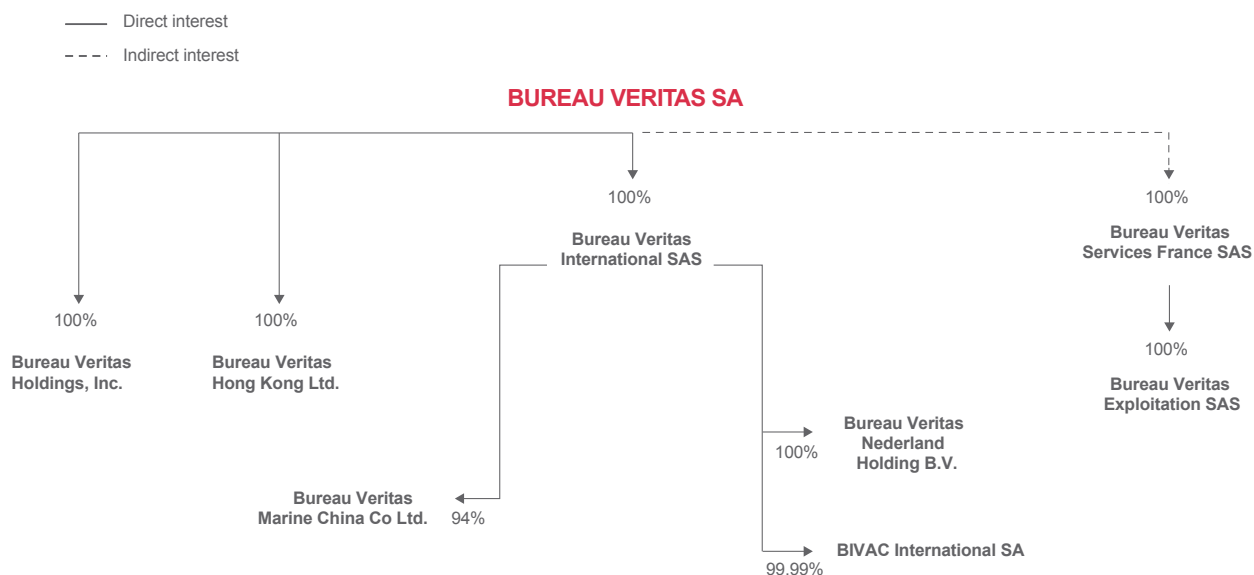 Direct interest
Indirect interest
BUREAU VERITAS SA
100%
Bureau Veritas
International SAS
100%
Bureau Veritas
Services France SAS
100%
Bureau Veritas
Holdings, Inc.
100%
Bureau Veritas
Hong Kong Ltd.
100%
Bureau Veritas
Exploitation SAS
100%
Bureau Veritas
Nederland
Holding B.V.
Bureau Veritas
Marine China Co Ltd.
94%
BIVAC International SA
99.99%